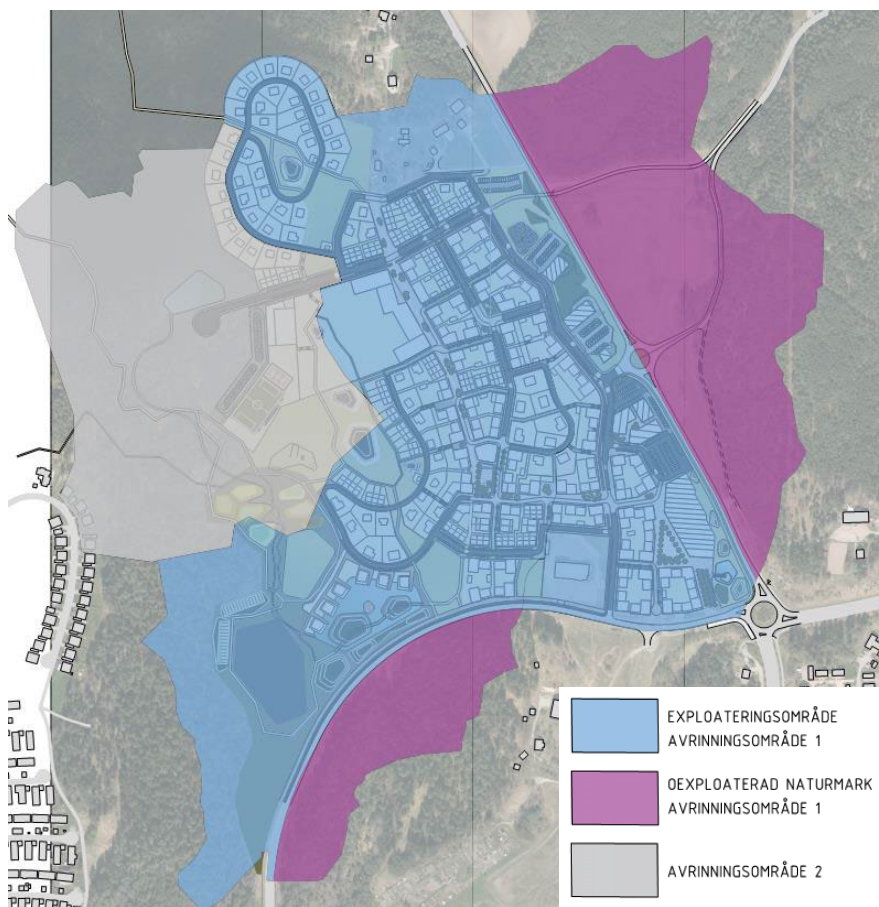 EXPLOATERINGSOMRÅDE
AVRINNINGSOMRÅDE 1
OEXPLOATERAD NATURMARK
AVRINNINGSOMRÅDE 1
AVRINNINGSOMRÅDE 2